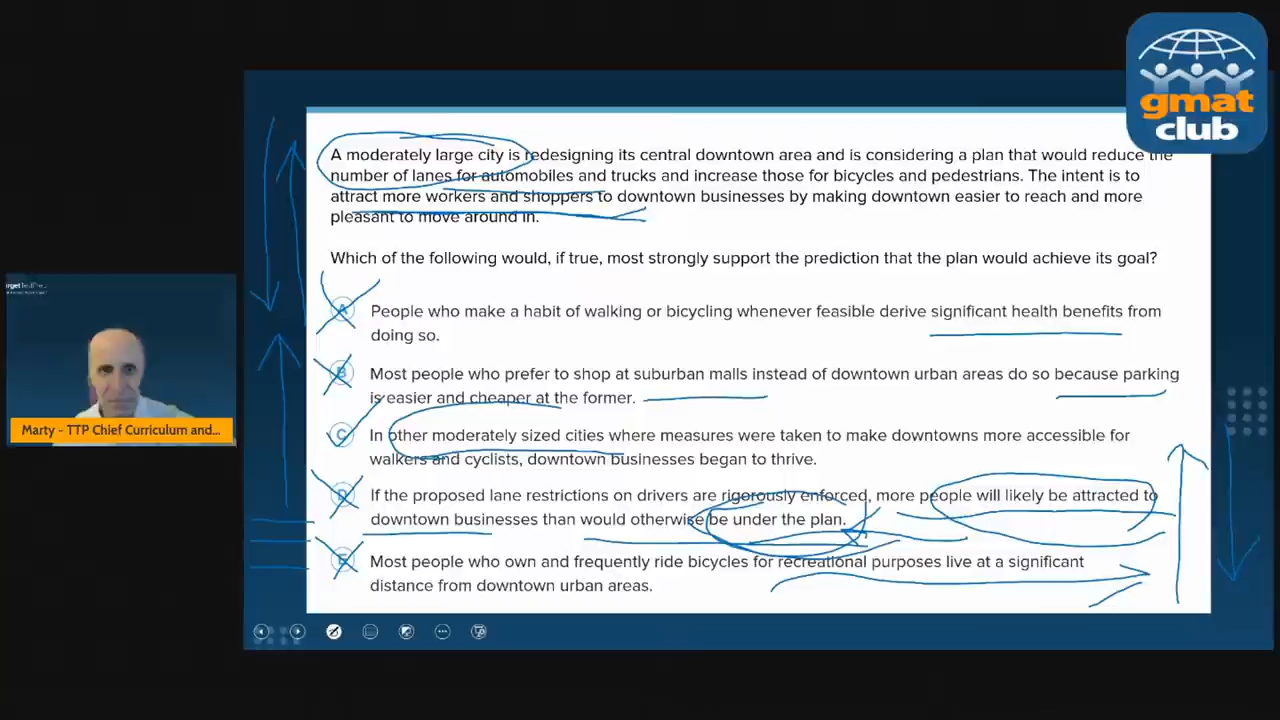 gmat
club
A moderately large city is redesigning its central downtown area and is considering a plan that would reduce the
number of lanes for automobiles and trucks and increase those for bicycles and pedestrians. The intent is to
attract more workers and shoppers to downtown businesses by making downtown easier to reach and more
pleasant to move around in.
Which of the following would, if true, most strongly support the prediction that the plan would achieve its goal?
A People who make a habit of walking or bicycling whenever feasible derive significant health benefits from
doing so.
B Most people who prefer to shop at suburban malls instead of downtown urban areas do so because parking
is easier and cheaper at the former.
C In other moderately sized cities where measures were taken to make downtowns more accessible for
walkers and cyclists, downtown businesses began to thrive.
D If the proposed lane restrictions on drivers are rigorously enforced, more people will likely be attracted to
downtown businesses than would otherwise be under the plan.
E Most people who own and frequently ride bicycles for recreational purposes live at a significant
distance from downtown urban areas.
Marty - TTP Chief Curriculum and...